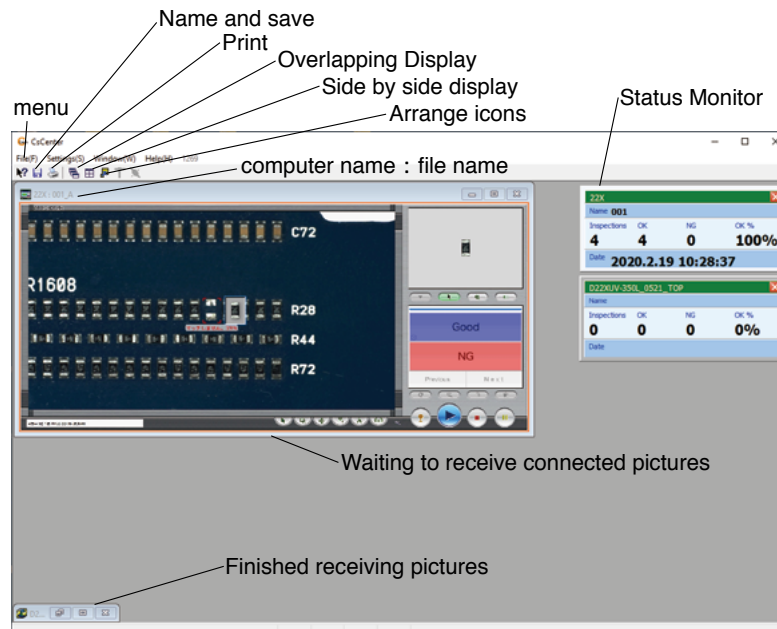 Name and save
Print
Overlapping Display
Side by side display
Arrange icons
menu
Status Monitor
CsCenter
File(F) Settings(S) Window(W) Help(H)
computer name : file name
22X : 001_A
C72
R1608
R28
R44
R72
Good
NG
Previous Next
22X
Name 001
Inspections OK NG OK %
4 4 0 100%
Date 2020.2.19 10:28:37
D22XUV-350L_0521_TOP
Name
Inspections OK NG OK %
0 0 0 0%
Date
Waiting to receive connected pictures
Finished receiving pictures
D2...